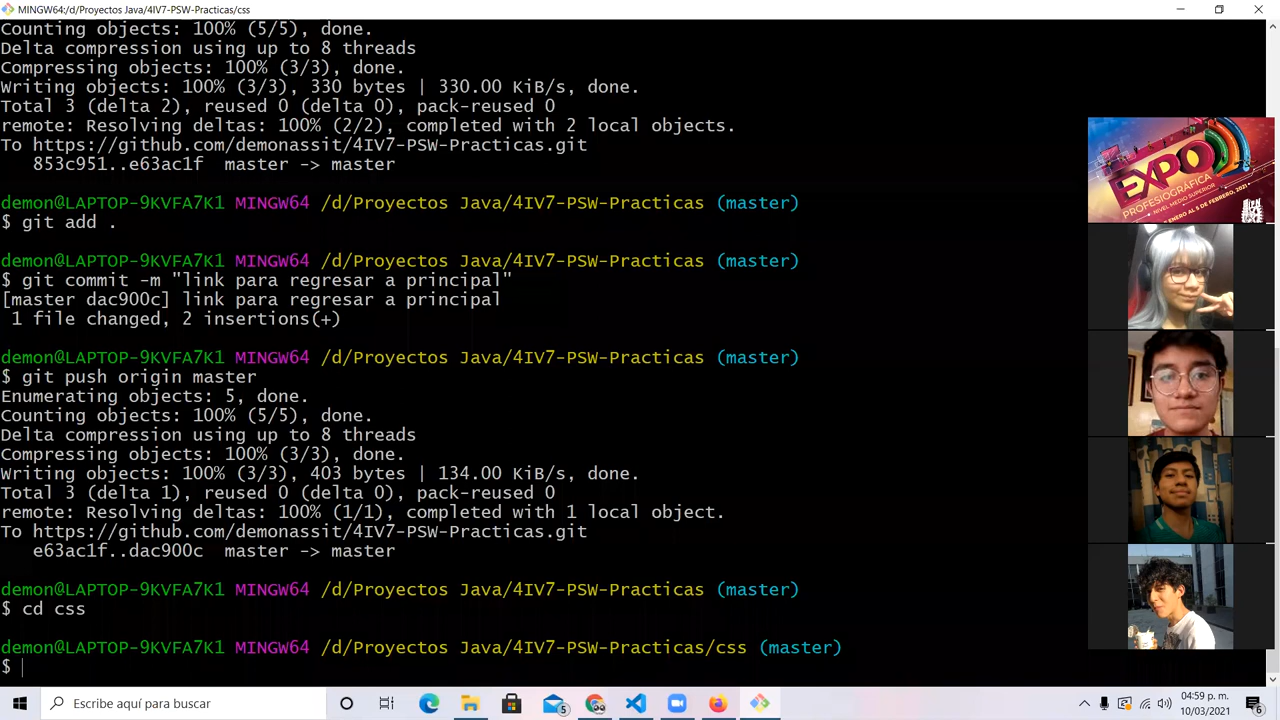 MINGW64:/d/Proyectos Java/4IV7-PSW-Practicas/css
Counting objects: 100% (5/5), done.
Delta compression using up to 8 threads
Compressing objects: 100% (3/3), done.
Writing objects: 100% (3/3), 330 bytes | 330.00 KiB/s, done.
Total 3 (delta 2), reused 0 (delta 0), pack-reused 0
remote: Resolving deltas: 100% (2/2), completed with 2 local objects.
To https://github.com/demonassit/4IV7-PSW-Practicas.git
853c951..e63ac1f  master -> master
demon@LAPTOP-9KVFA7K1 MINGW64 /d/Proyectos Java/4IV7-PSW-Practicas (master)
$ git add .
demon@LAPTOP-9KVFA7K1 MINGW64 /d/Proyectos Java/4IV7-PSW-Practicas (master)
$ git commit -m "link para regresar a principal"
[master dac900c] link para regresar a principal
1 file changed, 2 insertions(+)
demon@LAPTOP-9KVFA7K1 MINGW64 /d/Proyectos Java/4IV7-PSW-Practicas (master)
$ git push origin master
Enumerating objects: 5, done.
Counting objects: 100% (5/5), done.
Delta compression using up to 8 threads
Compressing objects: 100% (3/3), done.
Writing objects: 100% (3/3), 403 bytes | 134.00 KiB/s, done.
Total 3 (delta 1), reused 0 (delta 0), pack-reused 0
remote: Resolving deltas: 100% (1/1), completed with 1 local object.
To https://github.com/demonassit/4IV7-PSW-Practicas.git
e63ac1f..dac900c  master -> master
demon@LAPTOP-9KVFA7K1 MINGW64 /d/Proyectos Java/4IV7-PSW-Practicas (master)
$ cd css
demon@LAPTOP-9KVFA7K1 MINGW64 /d/Proyectos Java/4IV7-PSW-Practicas/css (master)
$
EXPO
PROFESIOGRÁFICA
NIVEL MEDIO SUPERIOR
ENERO AL 5 DE FEBRERO, 2021
Escribe aquí para buscar
5
04:59 p. m.
10/03/2021
6